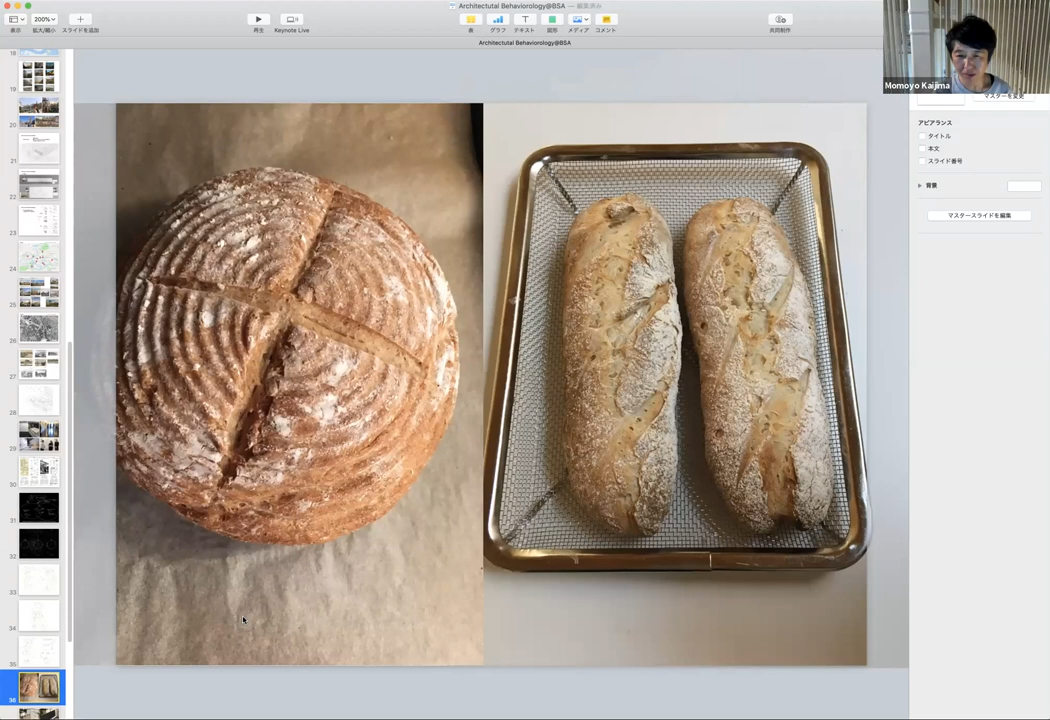 Architectutal Behaviorology@BSA — 編集済み
200%
表示
拡大/縮小
スライドを追加
再生
Keynote Live
表
グラフ
テキスト
図形
メディア
コメント
共同制作
Architectutal Behaviorology@BSA
Momoyo Kaijima
マスターを変更
アピアランス
タイトル
本文
スライド番号
背景
マスタースライドを編集
18
19
20
21
22
23
24
25
26
27
28
29
30
31
32
33
34
35
36